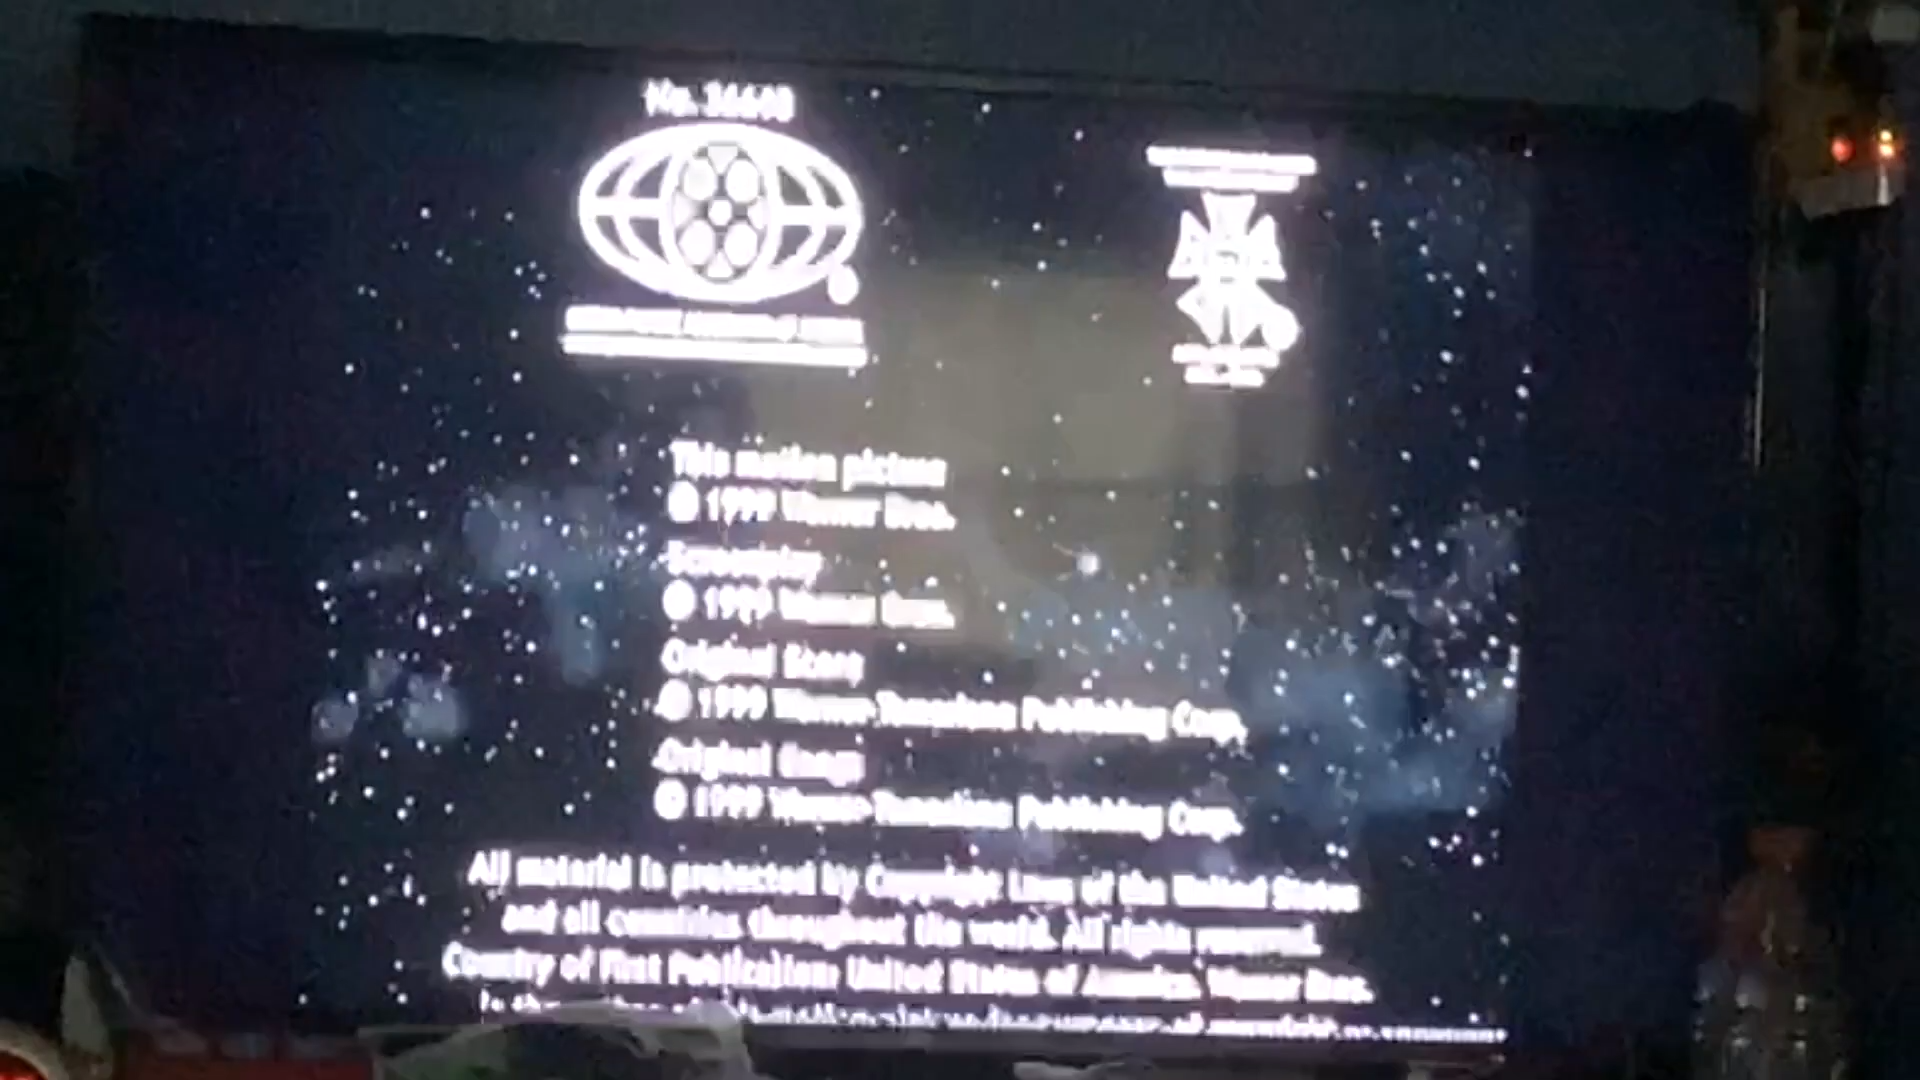 This motion picture
© 1999 Warner Bros.
Screenplay
© 1999 Warner Bros.
Original Score
© 1999 Warner-Tamerlane Publishing Corp.
Original Songs
© 1999 Warner-Tamerlane Publishing Corp.
All material is protected by Copyright Laws of the United States
and all countries throughout the world. All rights reserved.
Country of First Publication: United States of America. Warner Bros.